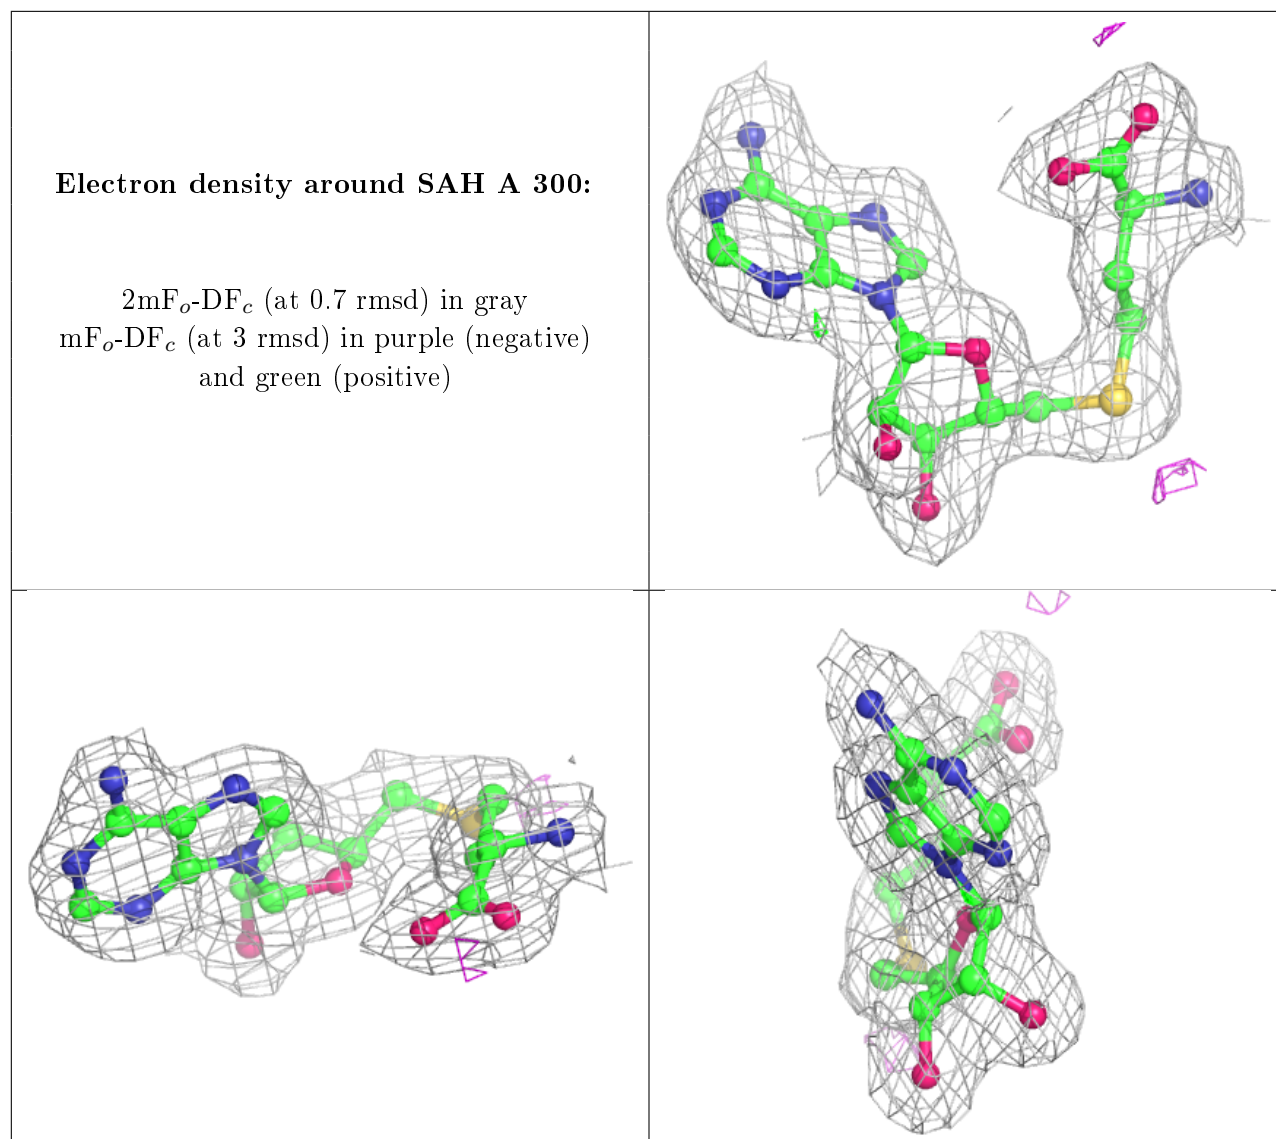 Electron density around SAH A 300:
2mFₒ-DF𝒸 (at 0.7 rmsd) in gray
mFₒ-DF𝒸 (at 3 rmsd) in purple (negative)
and green (positive)